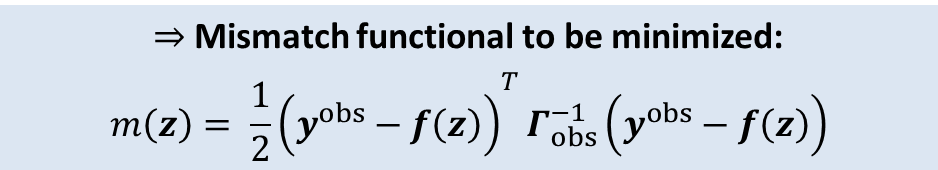 ⇒ Mismatch functional to be minimized:
m(z) = 1/2 (y^obs − f(z))^T Γ_obs^−1 (y^obs − f(z))